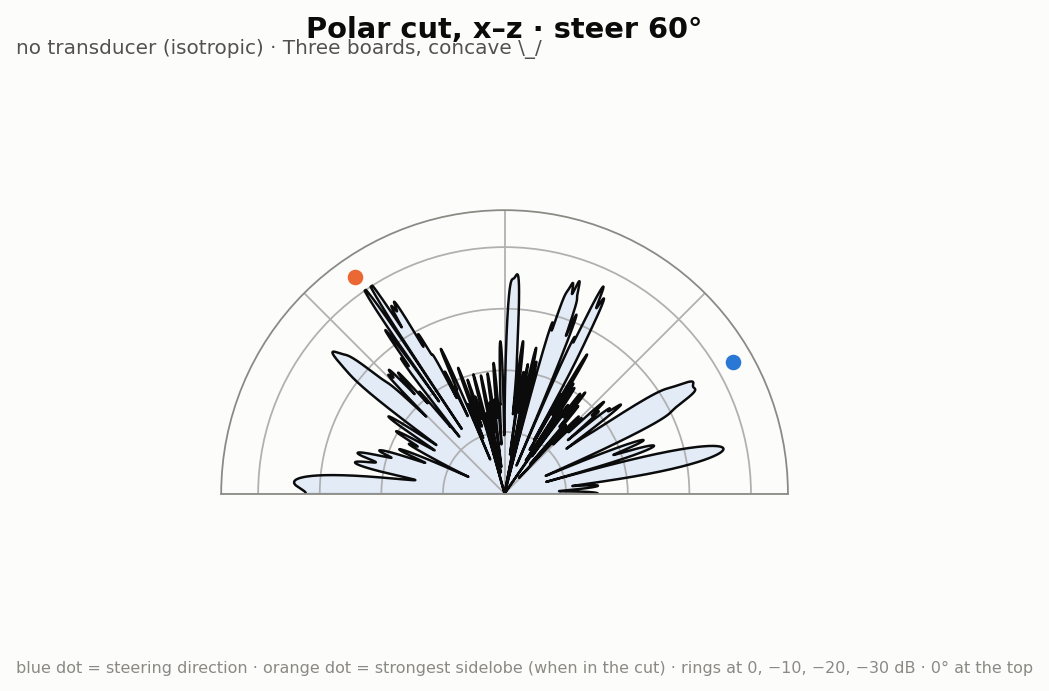 Polar cut, x–z · steer 60°
no transducer (isotropic) · Three boards, concave \_/
blue dot = steering direction · orange dot = strongest sidelobe (when in the cut) · rings at 0, −10, −20, −30 dB · 0° at the top